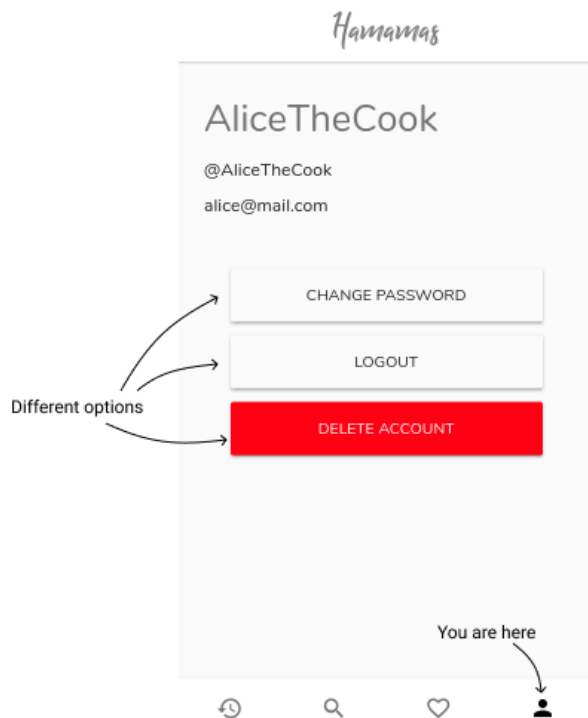 Hamamas
AliceTheCook
@AliceTheCook
alice@mail.com
CHANGE PASSWORD
LOGOUT
Different options
DELETE ACCOUNT
You are here